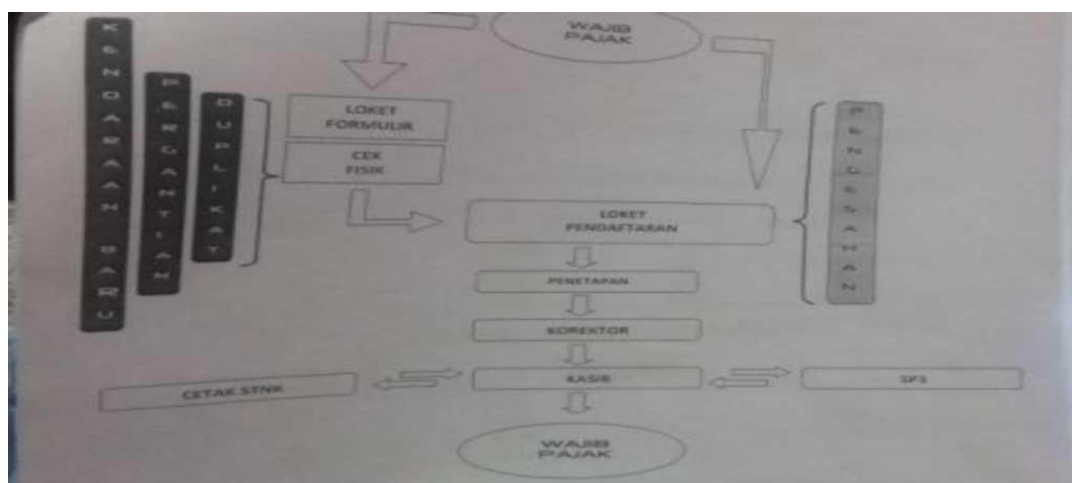 WAJIB
PAJAK
KENDARAAN BARU
PERGANTIAN
DUPLIKAT
LOKET
FORMULIR
CEK
FISIK
PENGESAHAN
LOKET
PENDAFTARAN
PENETAPAN
KOREKTOR
CETAK STNK
KASIR
SP3
WAJIB
PAJAK